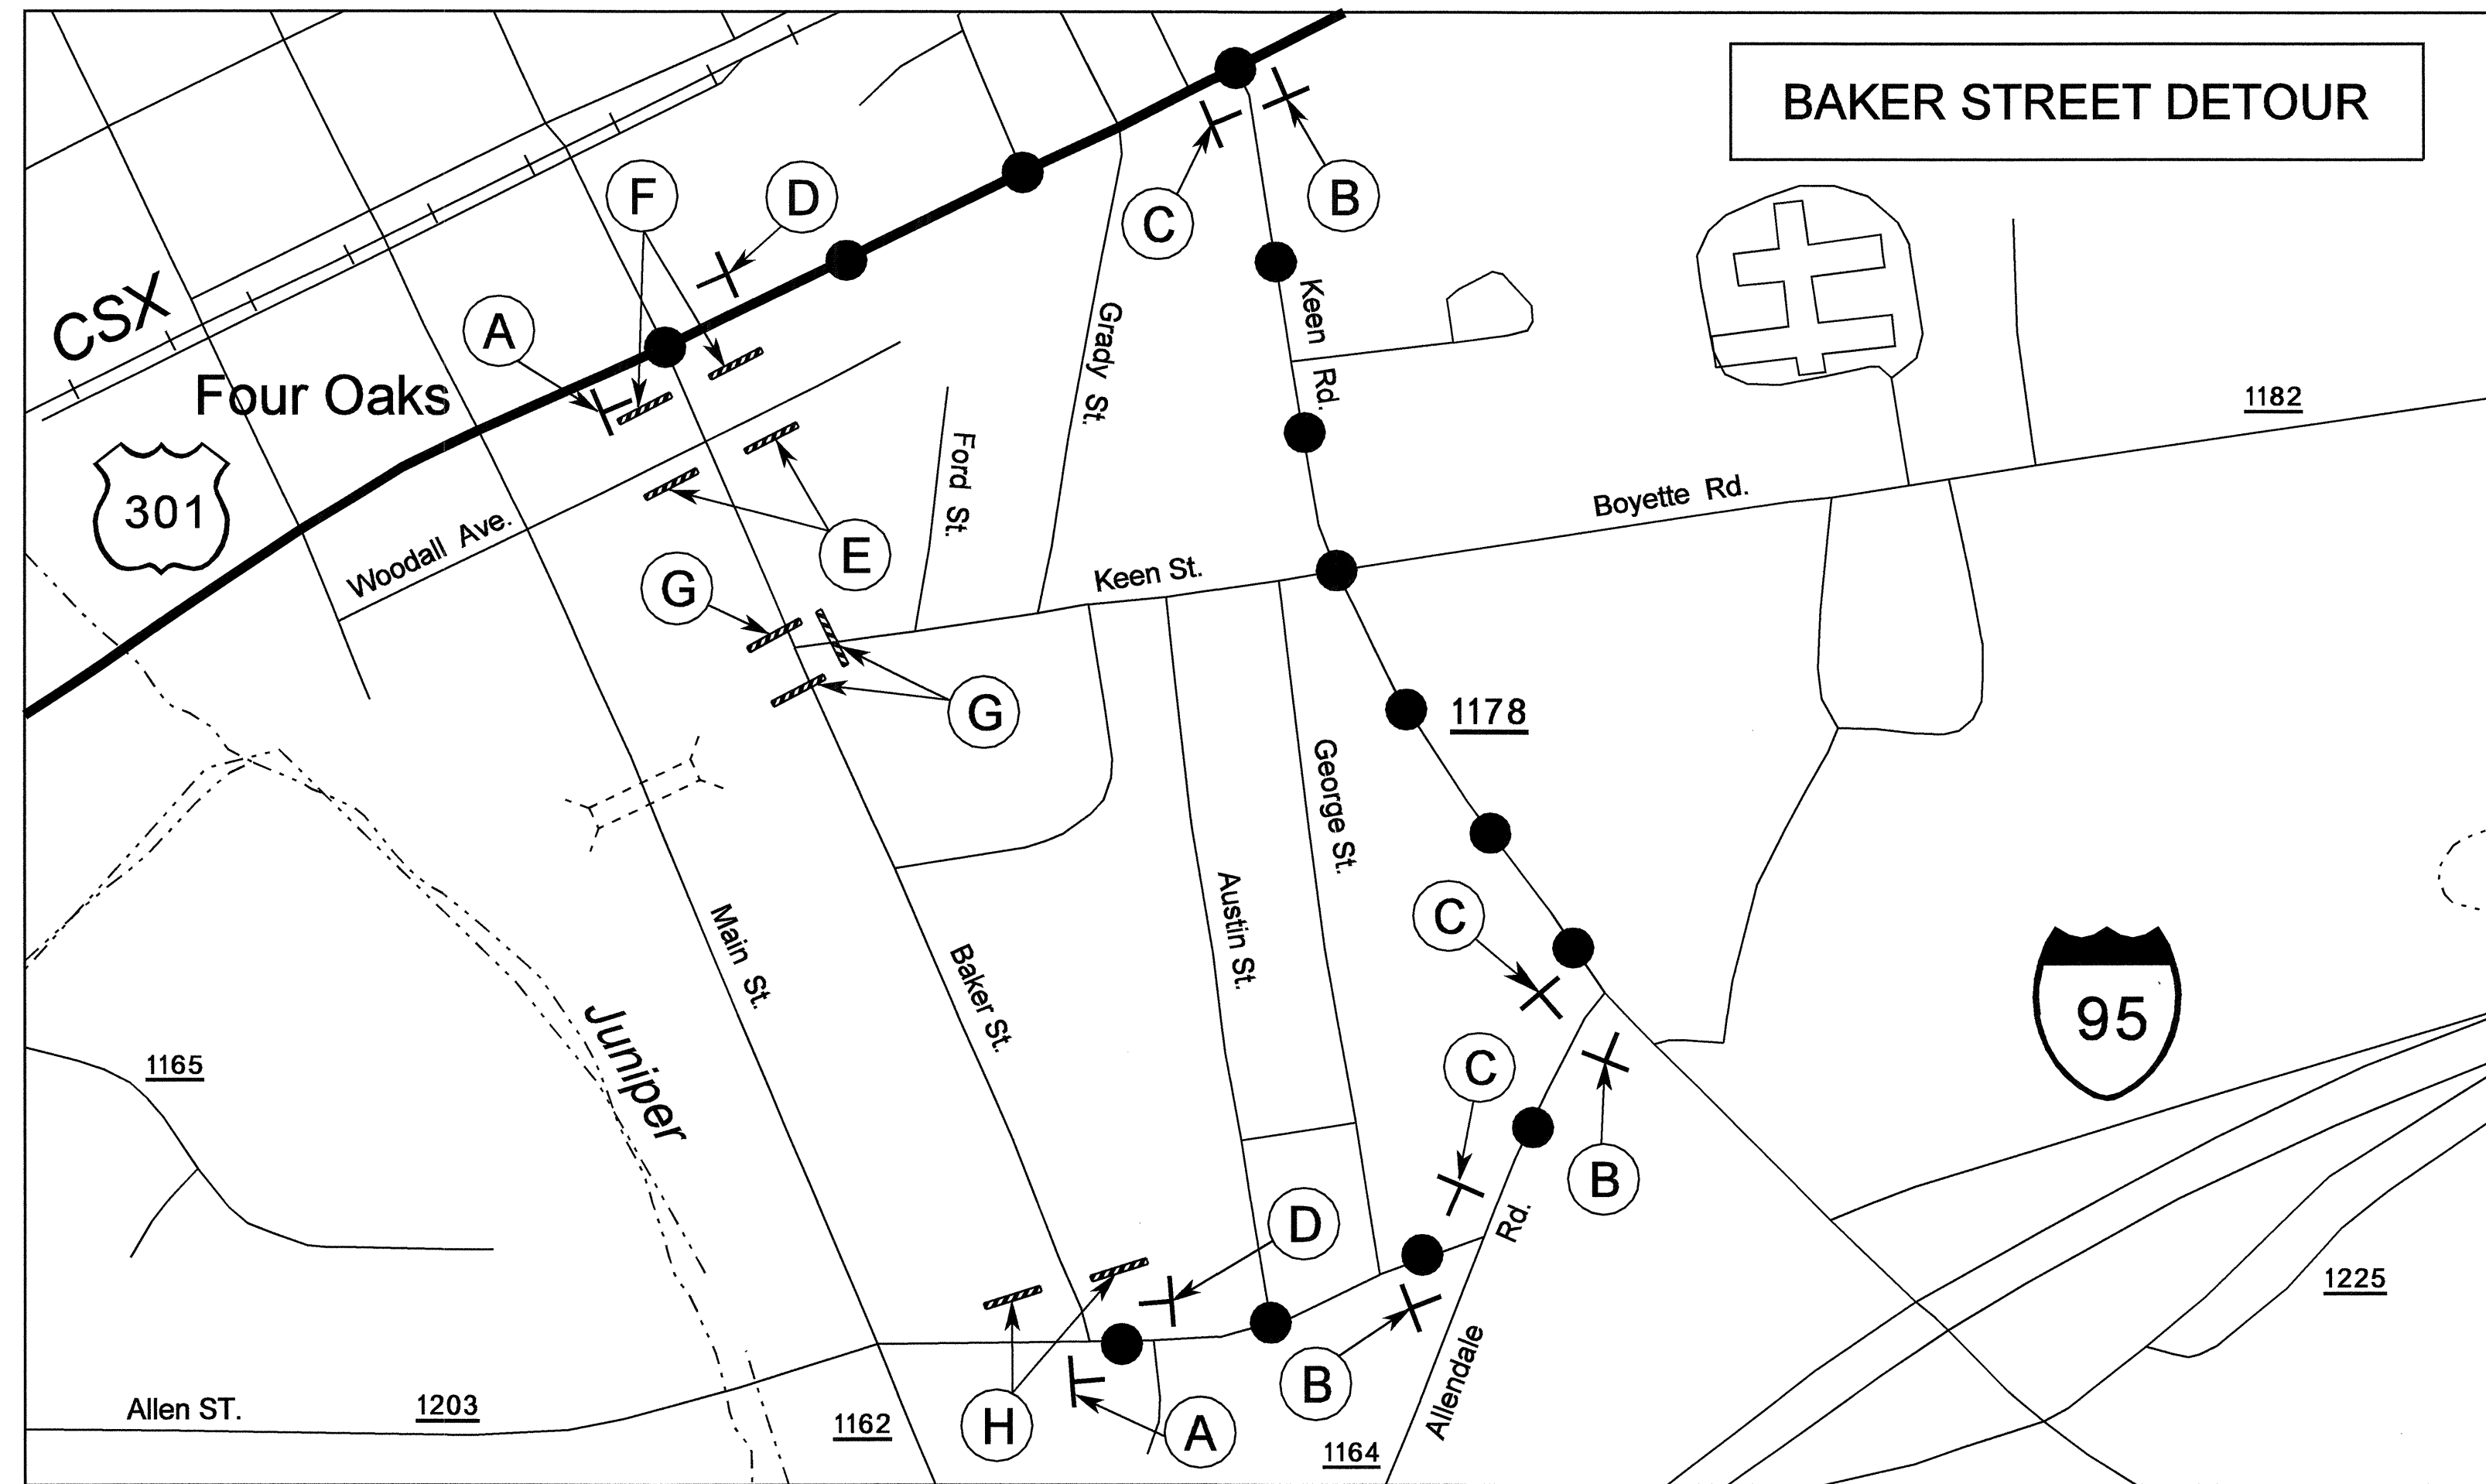 BAKER STREET DETOUR
B
C
F
D
A
CSX
Four Oaks
301
Keen Rd.
Grady St.
1182
Ford St.
Woodall Ave.
Boyette Rd.
E
G
Keen St.
G
1178
George St.
C
Austin St.
Main St.
Baker St.
95
Juniper
1165
C
B
D
Rd.
1225
B
Allendale
H
A
Allen ST.
1203
1162
1164